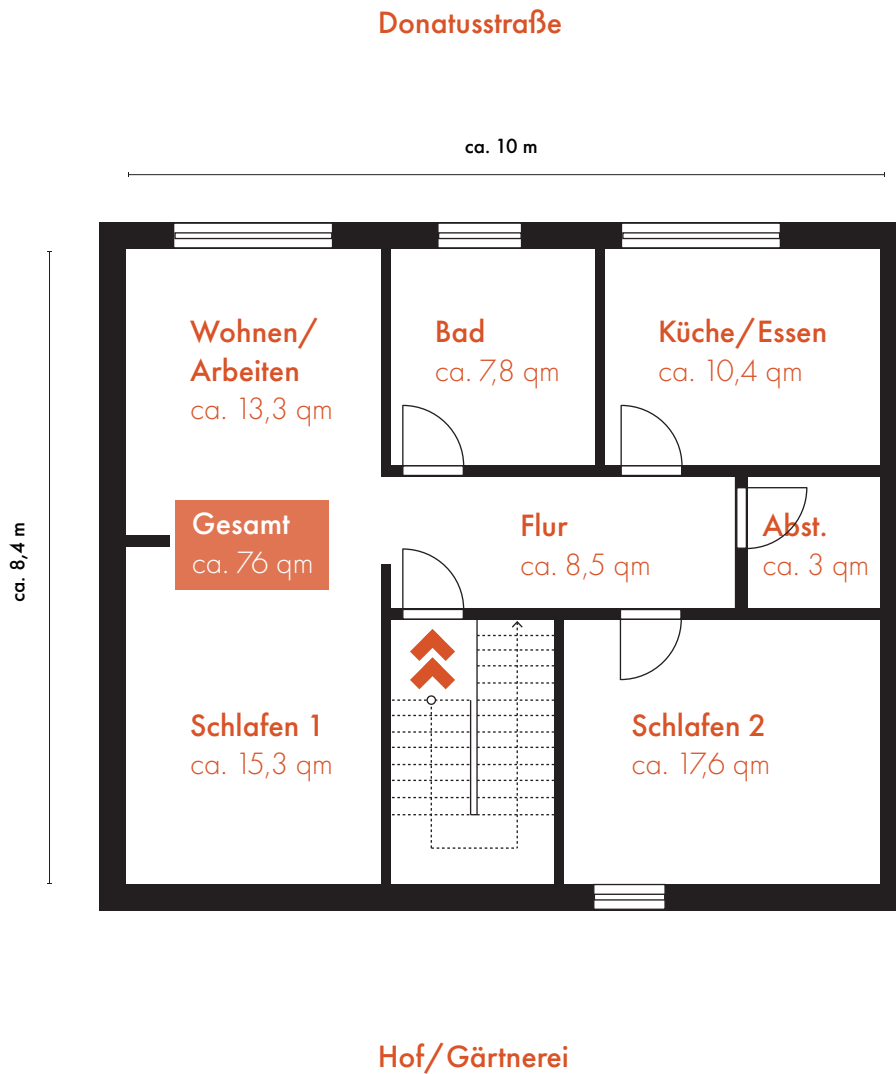 Donatusstraße
ca. 10 m
ca. 8,4 m
Wohnen/
Arbeiten
ca. 13,3 qm
Bad
ca. 7,8 qm
Küche/Essen
ca. 10,4 qm
Gesamt
ca. 76 qm
Flur
ca. 8,5 qm
Abst.
ca. 3 qm
Schlafen 1
ca. 15,3 qm
Schlafen 2
ca. 17,6 qm
Hof/Gärtnerei